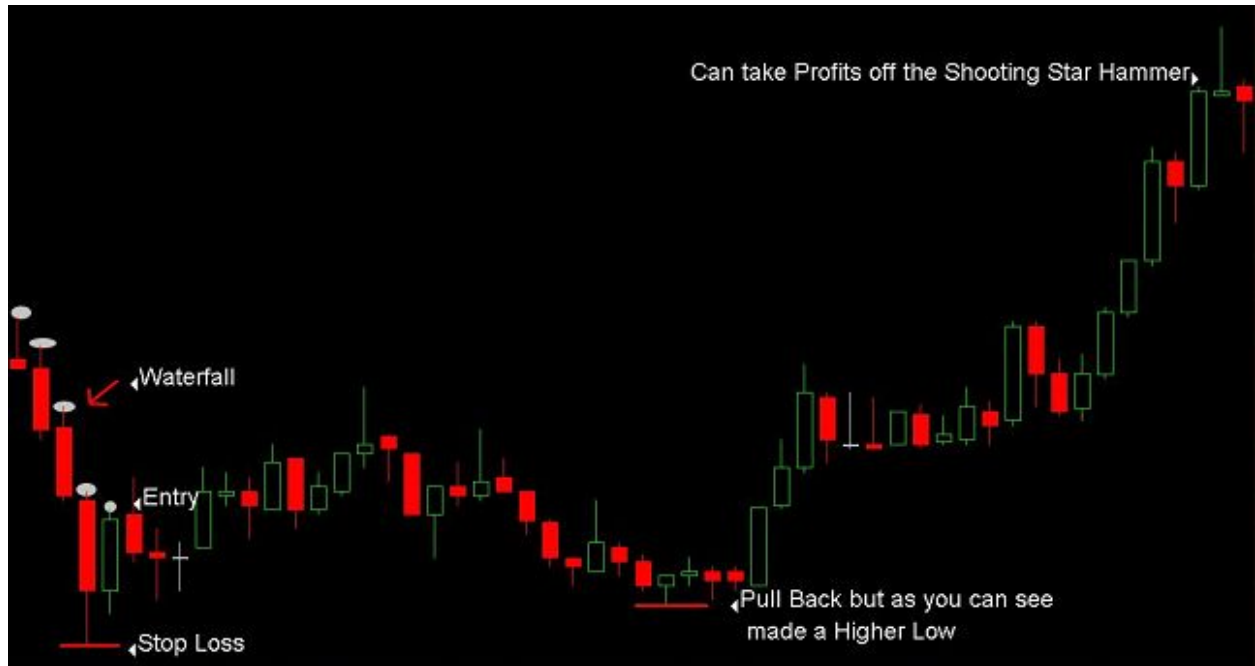 Can take Profits off the Shooting Star Hammer
Waterfall
Entry
Pull Back but as you can see
made a Higher Low
Stop Loss